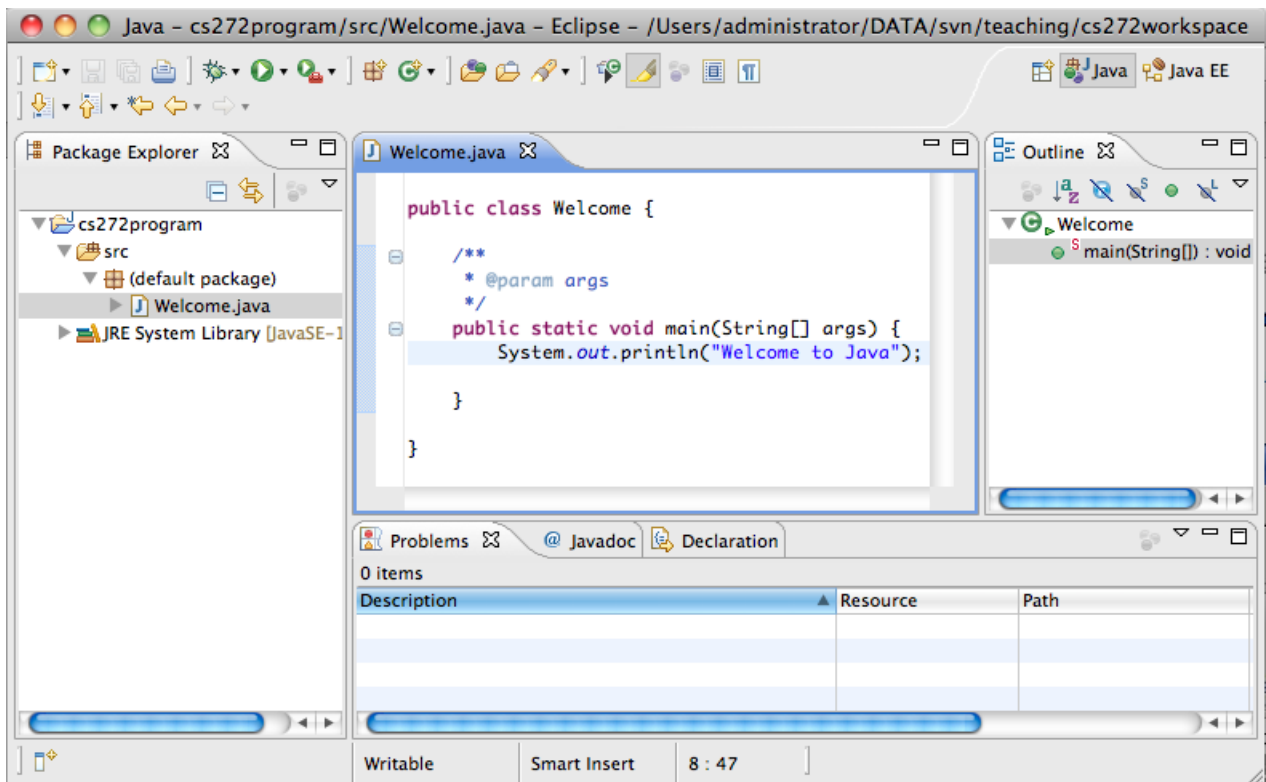 Java – cs272program/src/Welcome.java – Eclipse – /Users/administrator/DATA/svn/teaching/cs272workspace
Java Java EE
Package Explorer
cs272program
src
(default package)
Welcome.java
JRE System Library [JavaSE-1
Welcome.java
public class Welcome {
/**
* @param args
*/
public static void main(String[] args) {
System.out.println("Welcome to Java");
}
}
Outline
Welcome
main(String[]) : void
Problems @ Javadoc Declaration
0 items
Description Resource Path
Writable Smart Insert 8 : 47